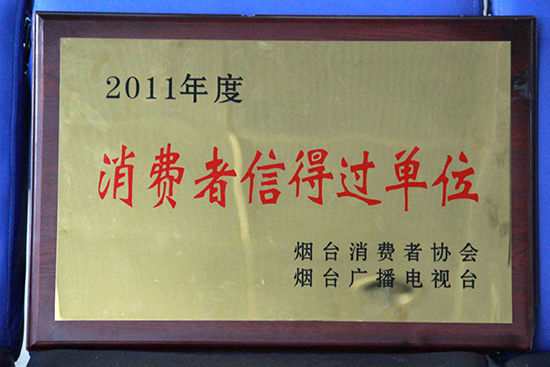 2011年度
消费者信得过单位
烟台消费者协会
烟台广播电视台